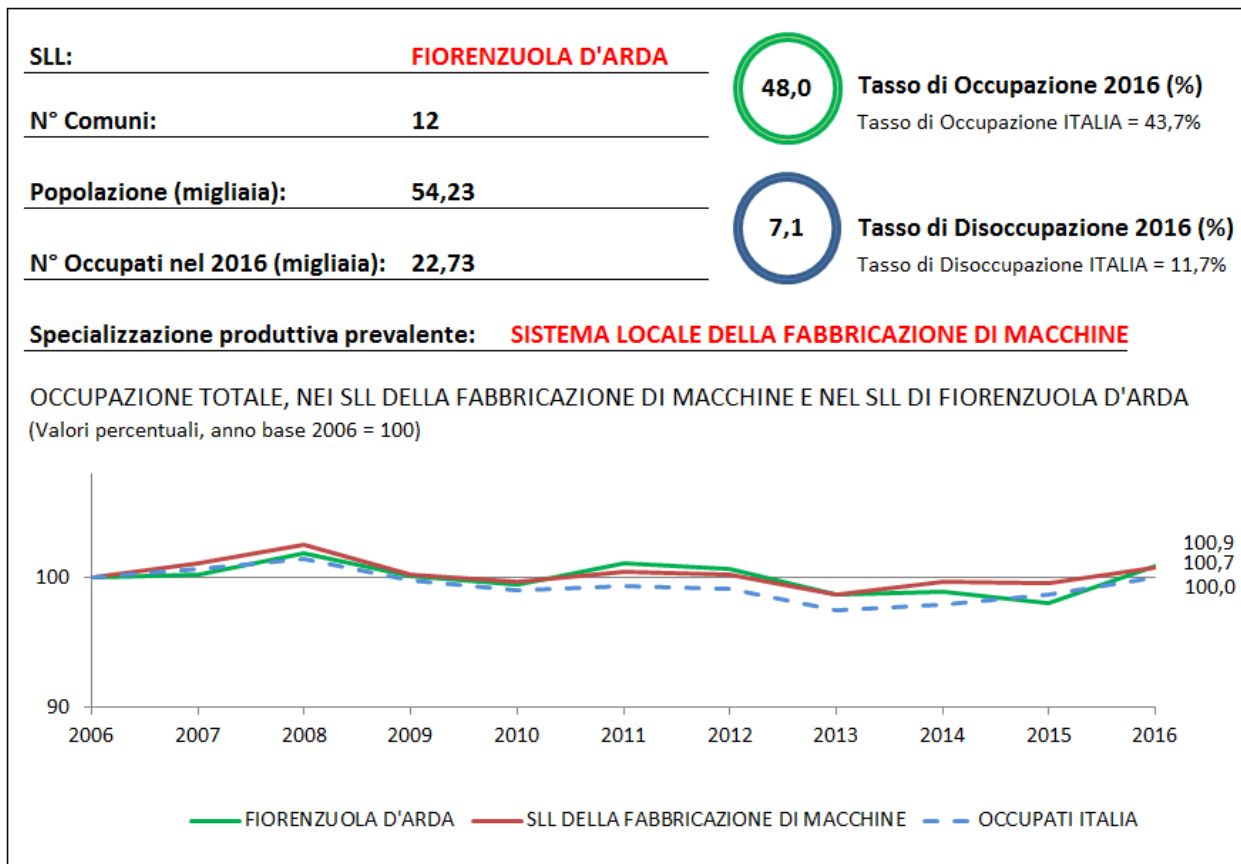 SLL: FIORENZUOLA D'ARDA
N° Comuni: 12
Popolazione (migliaia): 54,23
N° Occupati nel 2016 (migliaia): 22,73
48,0 Tasso di Occupazione 2016 (%)
Tasso di Occupazione ITALIA = 43,7%
7,1 Tasso di Disoccupazione 2016 (%)
Tasso di Disoccupazione ITALIA = 11,7%
Specializzazione produttiva prevalente: SISTEMA LOCALE DELLA FABBRICAZIONE DI MACCHINE
OCCUPAZIONE TOTALE, NEI SLL DELLA FABBRICAZIONE DI MACCHINE E NEL SLL DI FIORENZUOLA D'ARDA
(Valori percentuali, anno base 2006 = 100)
100,9
100,7
100,0
100
90
2006 2007 2008 2009 2010 2011 2012 2013 2014 2015 2016
FIORENZUOLA D'ARDA SLL DELLA FABBRICAZIONE DI MACCHINE OCCUPATI ITALIA